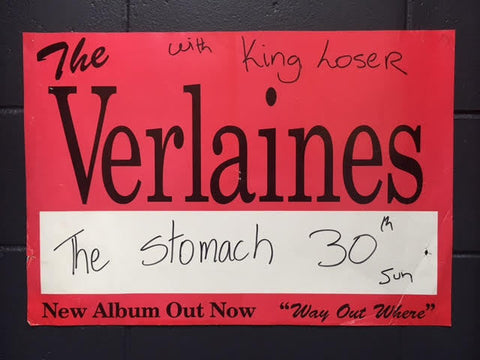 The with King Loser
Verlaines
The Stomach 30th Sun
New Album Out Now "Way Out Where"